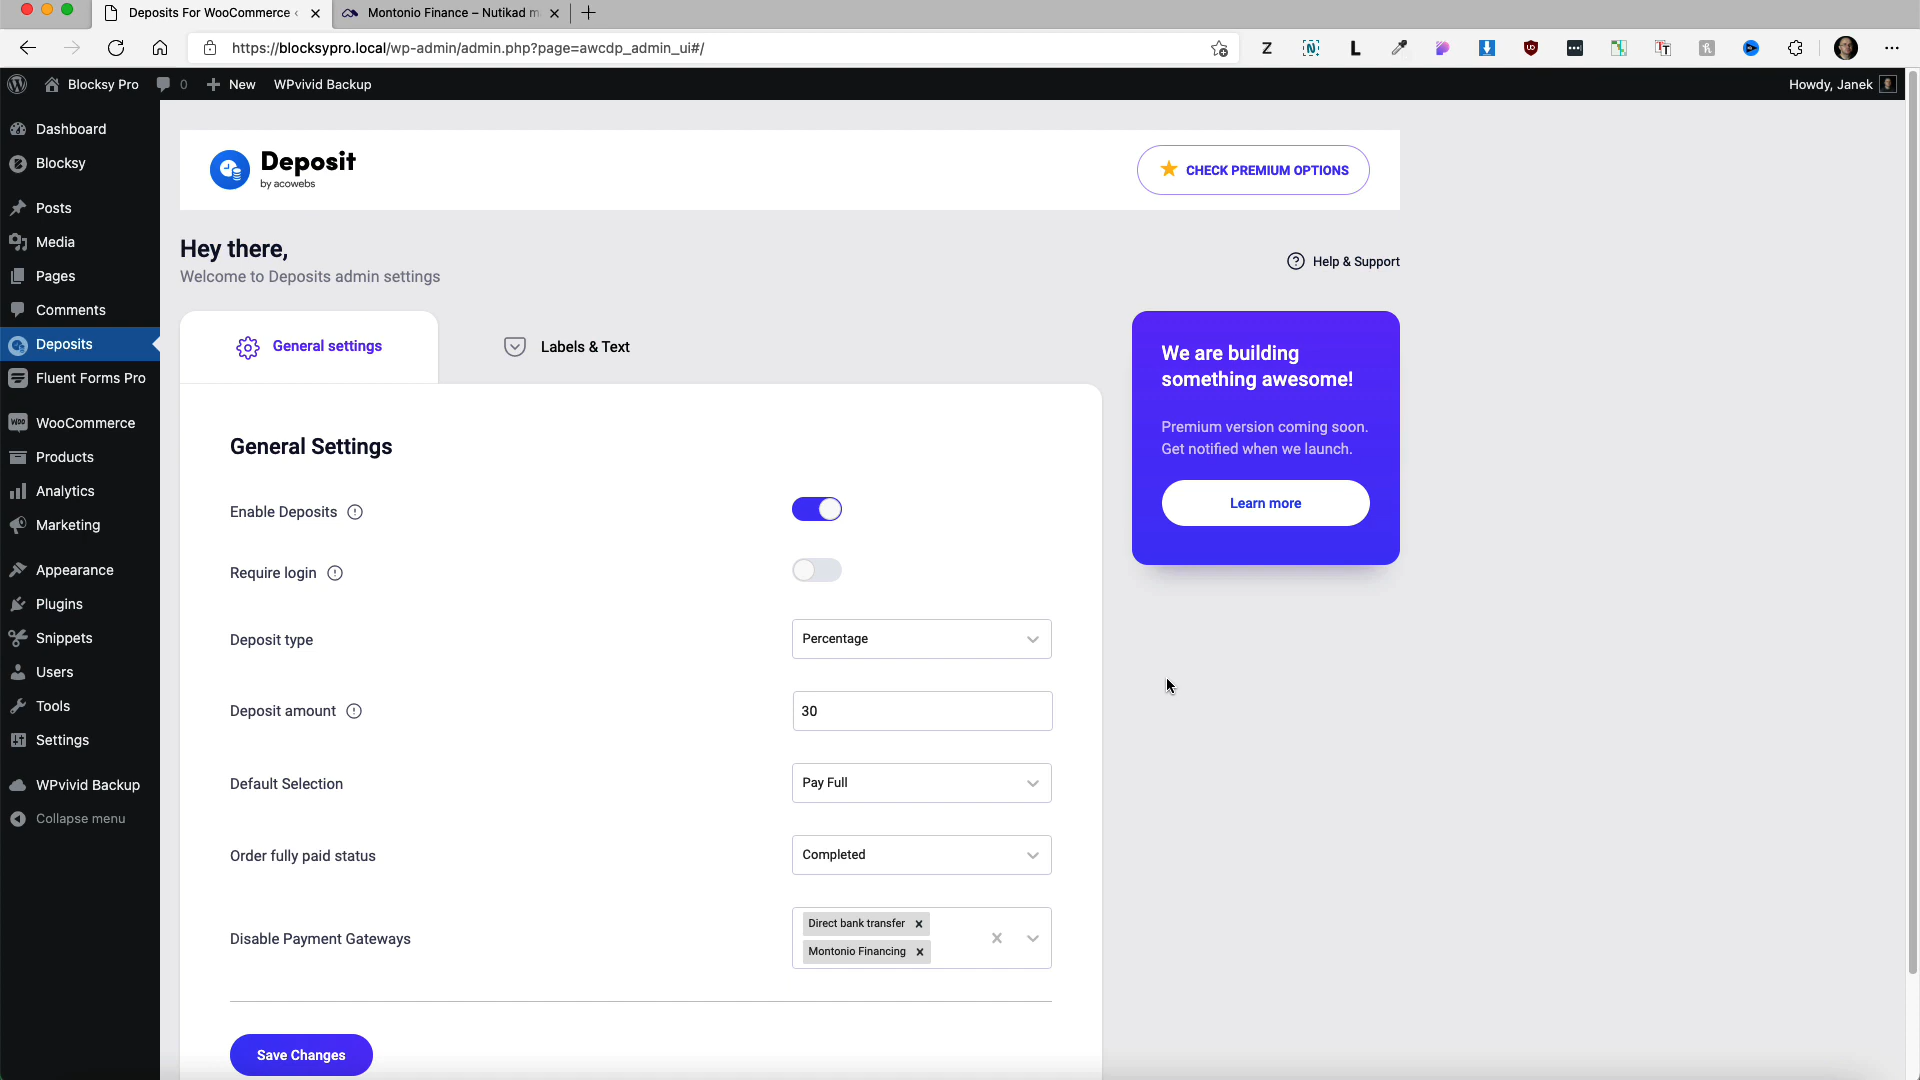 Deposits For WooCommerce
Montonio Finance – Nutikad m
https://blocksypro.local/wp-admin/admin.php?page=awcdp_admin_ui#/
Blocksy Pro
0
New
WPvivid Backup
Howdy, Janek
Dashboard
Blocksy
Posts
Media
Pages
Comments
Deposits
Fluent Forms Pro
WooCommerce
Products
Analytics
Marketing
Appearance
Plugins
Snippets
Users
Tools
Settings
WPvivid Backup
Collapse menu
Deposit
by acowebs
CHECK PREMIUM OPTIONS
Hey there,
Welcome to Deposits admin settings
Help & Support
General settings
Labels & Text
General Settings
Enable Deposits
Require login
Deposit type
Percentage
Deposit amount
30
Default Selection
Pay Full
Order fully paid status
Completed
Disable Payment Gateways
Direct bank transfer
Montonio Financing
Save Changes
We are building
something awesome!
Premium version coming soon.
Get notified when we launch.
Learn more